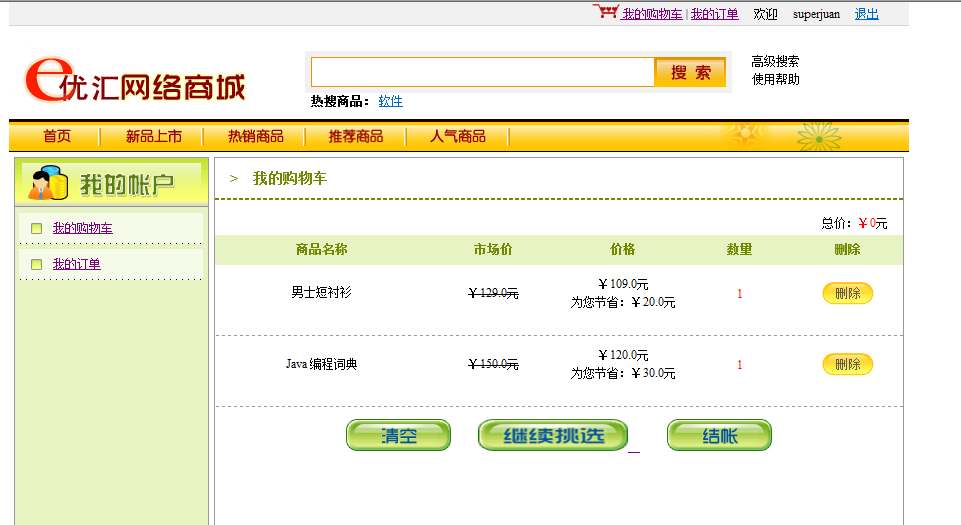 我的购物车 | 我的订单 欢迎 superjuan 退出
e优汇网络商城
搜 索
高级搜索
使用帮助
热搜商品： 软件
首页 新品上市 热销商品 推荐商品 人气商品
我的帐户
我的购物车
我的订单
> 我的购物车
总价：￥0元
商品名称 市场价 价格 数量 删除
男士短衬衫 ￥129.0元 ￥109.0元 1 删除
为您节省：￥20.0元
Java 编程词典 ￥150.0元 ￥120.0元 1 删除
为您节省：￥30.0元
清空 继续挑选 结帐